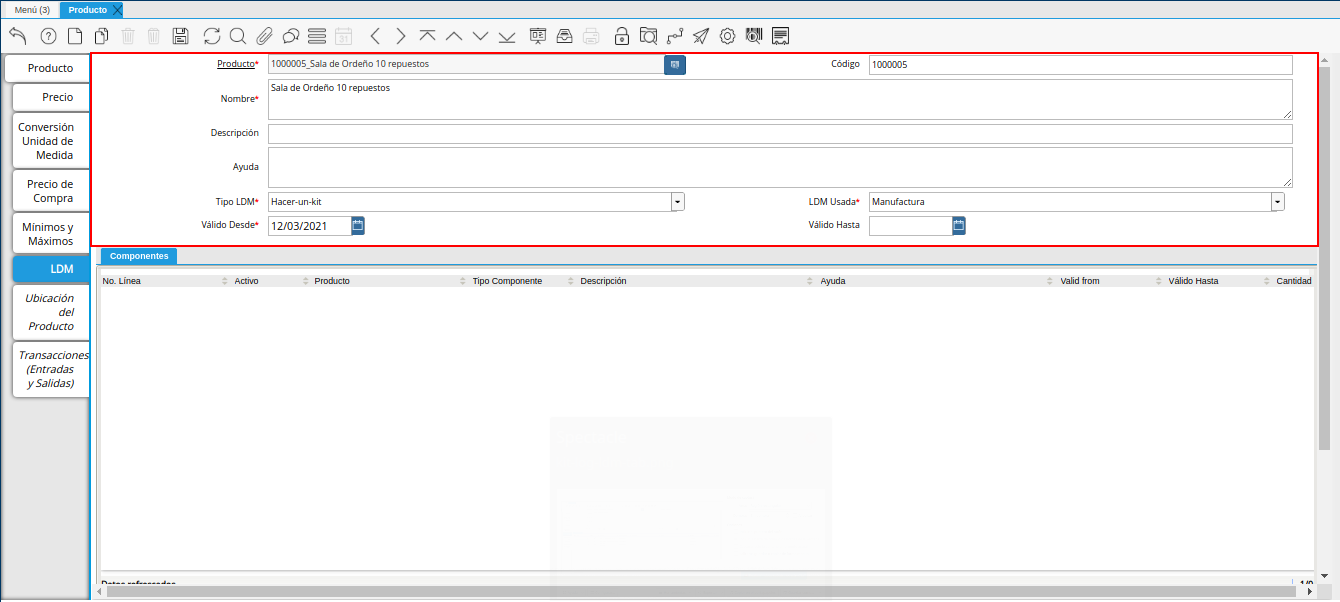 Menú (3) Producto
31
Producto
Precio
Conversión
Unidad de
Medida
Precio de
Compra
Mínimos y
Máximos
LDM
Ubicación
del
Producto
Transacciones
(Entradas
y Salidas)
Producto* 1000005_Sala de Ordeño 10 repuestos Código 1000005
Nombre* Sala de Ordeño 10 repuestos
Descripción
Ayuda
Tipo LDM* Hacer-un-kit LDM Usada* Manufactura
Válido Desde* 12/03/2021 Válido Hasta
Componentes
No. Línea Activo Producto Tipo Componente Descripción Ayuda Valid from Válido Hasta Cantidad